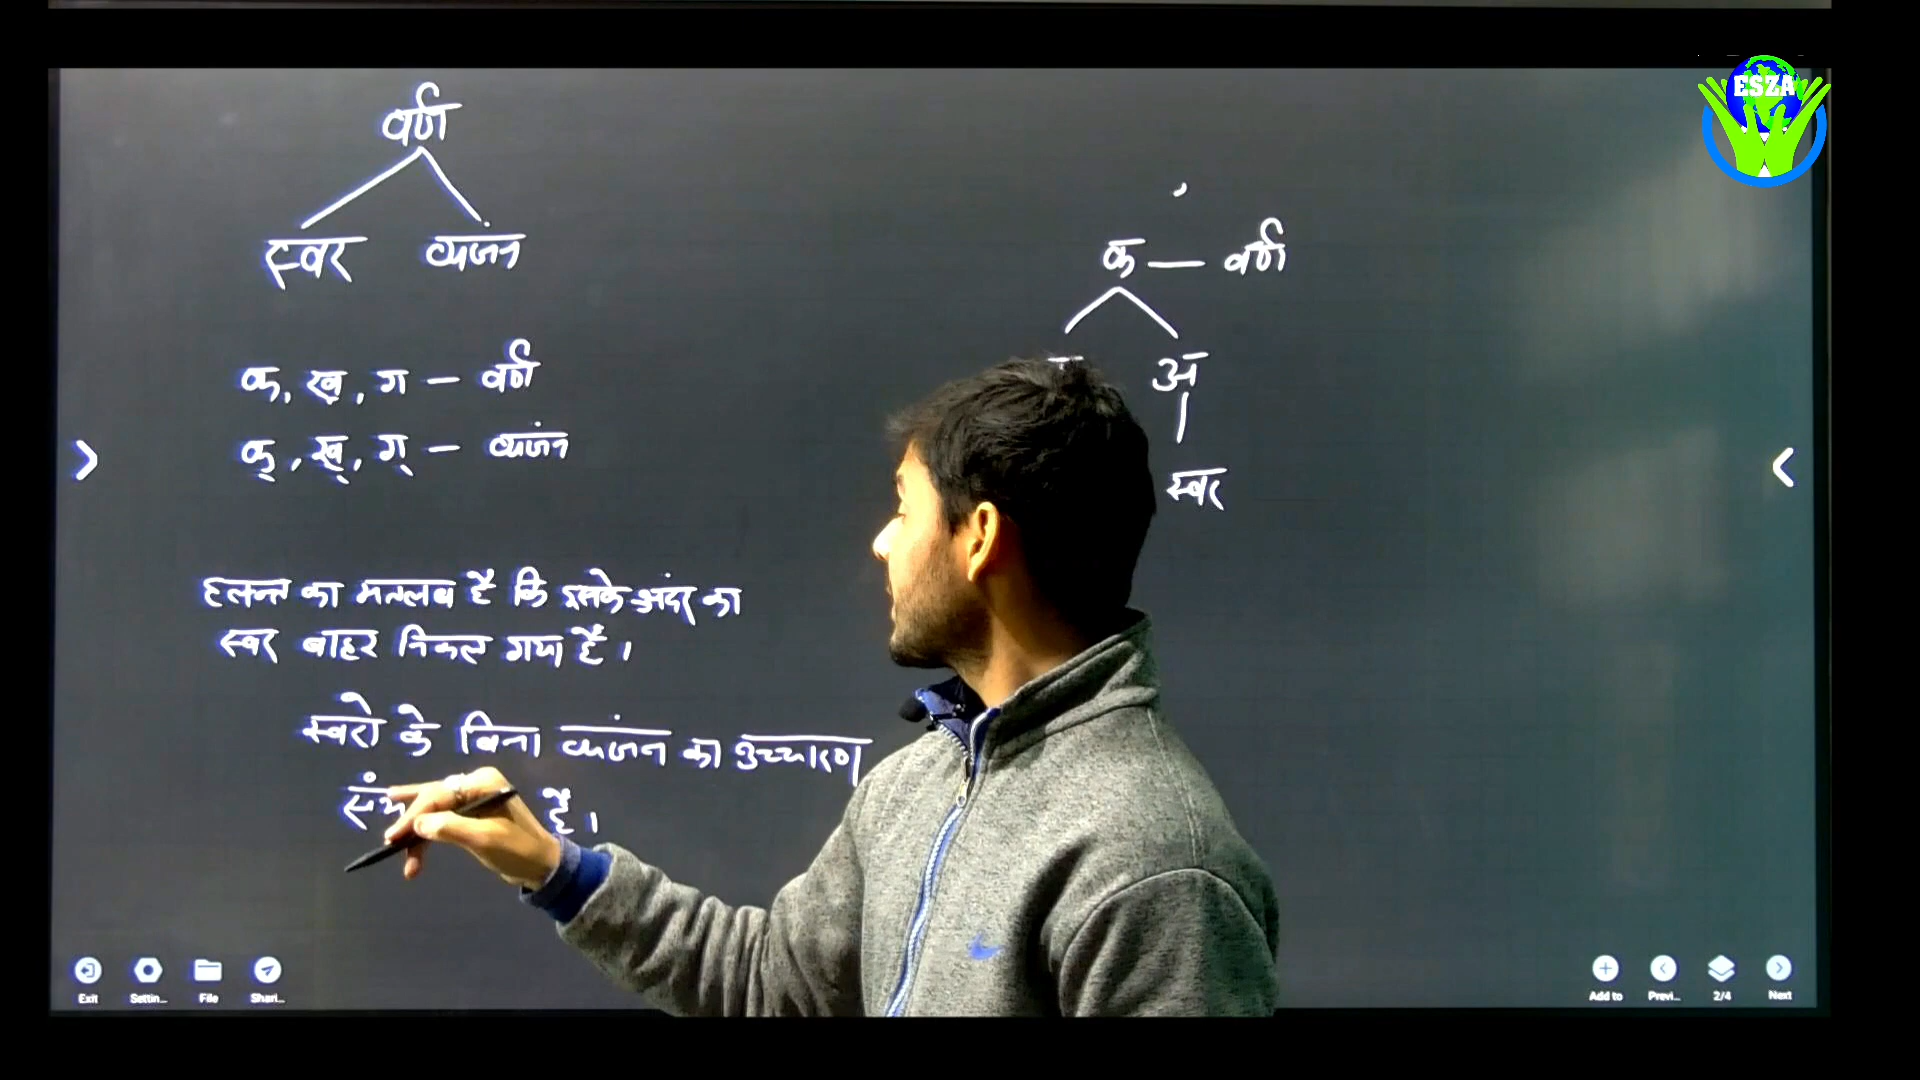 वर्ण
स्वर व्यंजन
क, ख, ग — वर्ण
क्, ख्, ग् — व्यंजन
हलन्त का मतलब है कि इसके अंदर का
स्वर बाहर निकल गया है।
स्वरो के बिना व्यंजन का उच्चारण
है।
क — वर्ण
अ
स्वर
ESZA
Exit Settin... File Shari...
Add to Previ... 2/4 Next